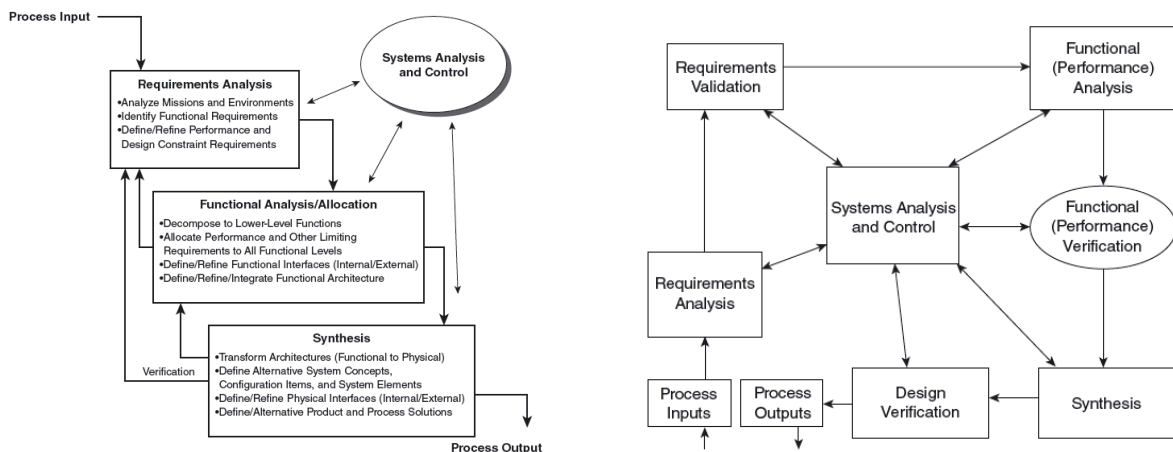 Process Input
Systems Analysis
and Control
Requirements Analysis
•Analyze Missions and Environments
•Identify Functional Requirements
•Define/Refine Performance and
Design Constraint Requirements
Functional Analysis/Allocation
•Decompose to Lower-Level Functions
•Allocate Performance and Other Limiting
Requirements to All Functional Levels
•Define/Refine Functional Interfaces (Internal/External)
•Define/Refine/Integrate Functional Architecture
Synthesis
•Transform Architectures (Functional to Physical)
•Define Alternative System Concepts,
Configuration Items, and System Elements
•Define/Refine Physical Interfaces (Internal/External)
•Define/Alternative Product and Process Solutions
Verification
Process Output
Requirements
Validation
Functional
(Performance)
Analysis
Systems Analysis
and Control
Functional
(Performance)
Verification
Requirements
Analysis
Process
Inputs
Process
Outputs
Design
Verification
Synthesis